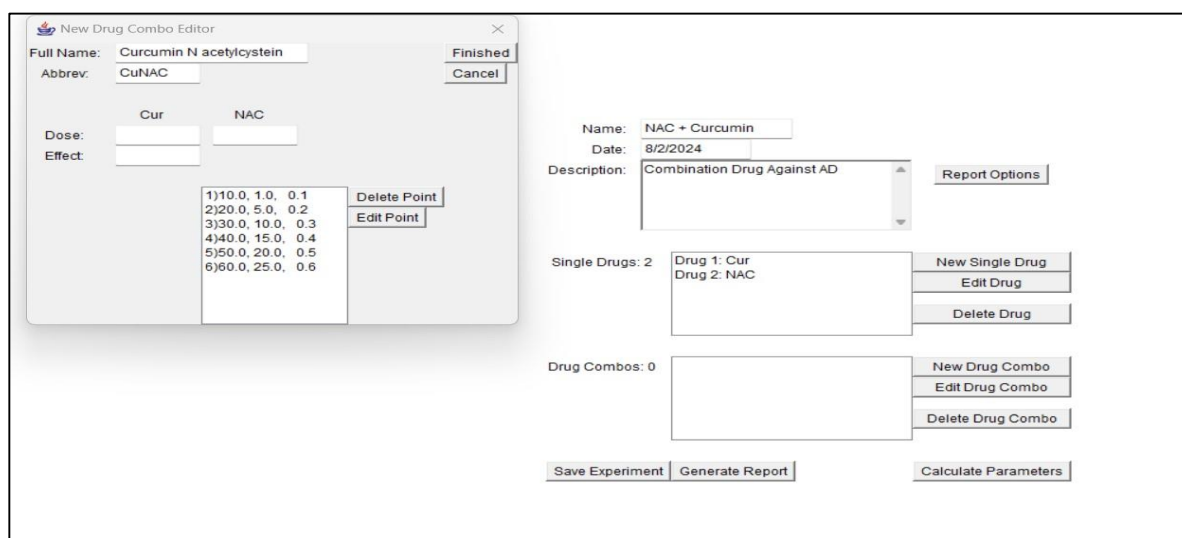 New Drug Combo Editor
Full Name: Curcumin N acetylcystein Finished
Abbrev: CuNAC Cancel
Cur NAC
Dose:
Effect:
1)10.0, 1.0, 0.1 Delete Point
2)20.0, 5.0, 0.2 Edit Point
3)30.0, 10.0, 0.3
4)40.0, 15.0, 0.4
5)50.0, 20.0, 0.5
6)60.0, 25.0, 0.6
Name: NAC + Curcumin
Date: 8/2/2024
Description: Combination Drug Against AD Report Options
Single Drugs: 2 Drug 1: Cur New Single Drug
Drug 2: NAC Edit Drug
Delete Drug
Drug Combos: 0 New Drug Combo
Edit Drug Combo
Delete Drug Combo
Save Experiment Generate Report Calculate Parameters